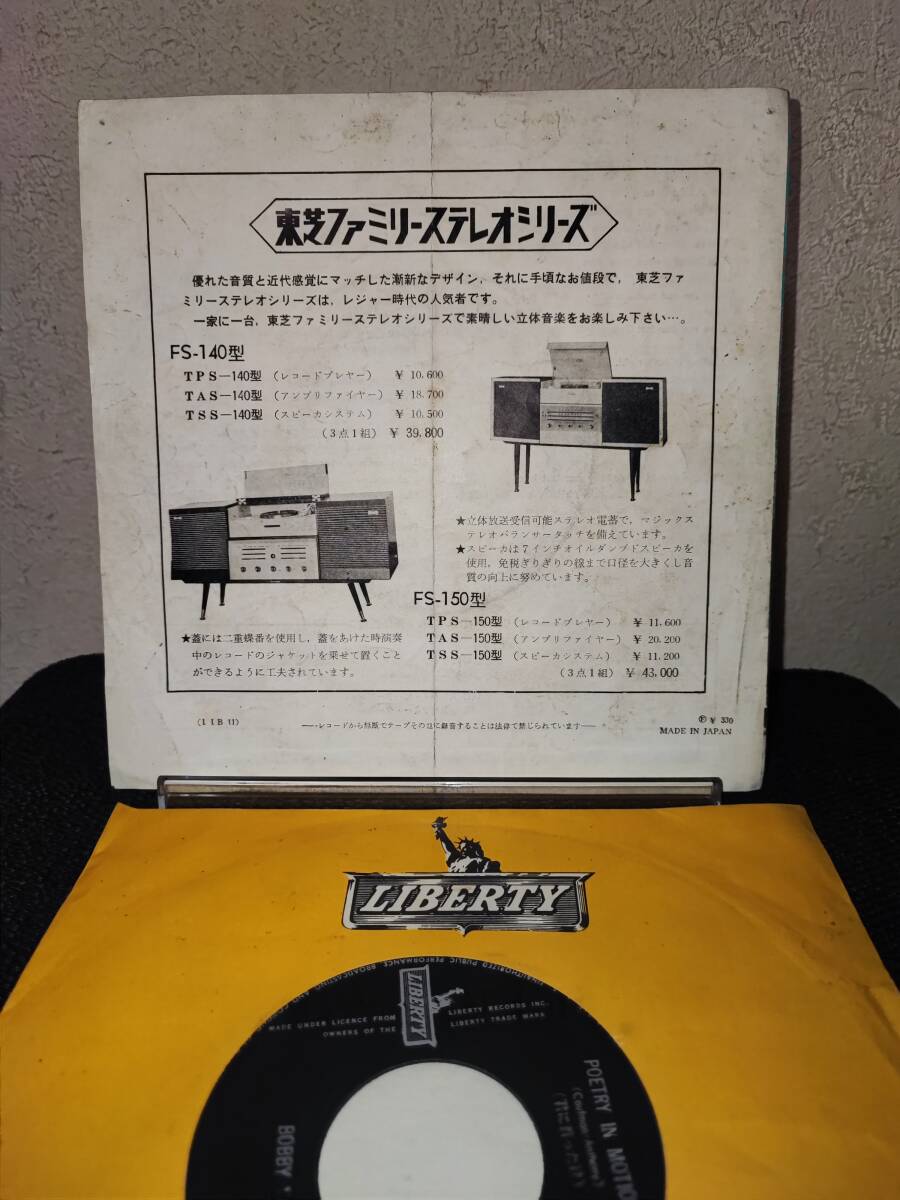 東芝ファミリーステレオシリーズ
優れた音質と近代感覚にマッチした漸新なデザイン，それに手頃なお値段で， 東芝ファ
ミリーステレオシリーズは，レジャー時代の人気者です。
一家に一台，東芝ファミリーステレオシリーズで素晴しい立体音楽をお楽しみ下さい…。
FS-140型
TPS—140型 (レコードプレヤー) ¥ 10,600
TAS—140型 (アンプリファイヤー) ¥ 18,700
TSS—140型 (スピーカシステム) ¥ 10,500
(3点1組) ¥ 39,800
★立体放送受信可能ステレオ電蓄で，マジックス
テレオバランサータッチを備えています。
★スピーカは7インチオイルダンプドスピーカを
使用，免税ぎりぎりの線まで口径を大きくし音
質の向上に努めています。
FS-150型
TPS—150型 (レコードプレヤー) ¥ 11,600
TAS—150型 (アンプリファイヤー) ¥ 20,200
TSS—150型 (スピーカシステム) ¥ 11,200
(3点1組) ¥ 43,000
★蓋には二重蝶番を使用し，蓋をあけた時演奏
中のレコードのジャケットを乗せて置くこと
ができるように工夫されています。
—レコードから無断でテープその他に録音することは法律で禁じられています—
Ⓟ ¥ 330
MADE IN JAPAN
LIBERTY
UNAUTHORIZED PUBLIC PERFORMANCE BROADCASTING AND
LIBERTY
MADE UNDER LICENCE FROM
OWNERS OF THE
LIBERTY RECORDS INC.
LIBERTY TRADE MARK
POETRY IN MOTIO
BOBBY